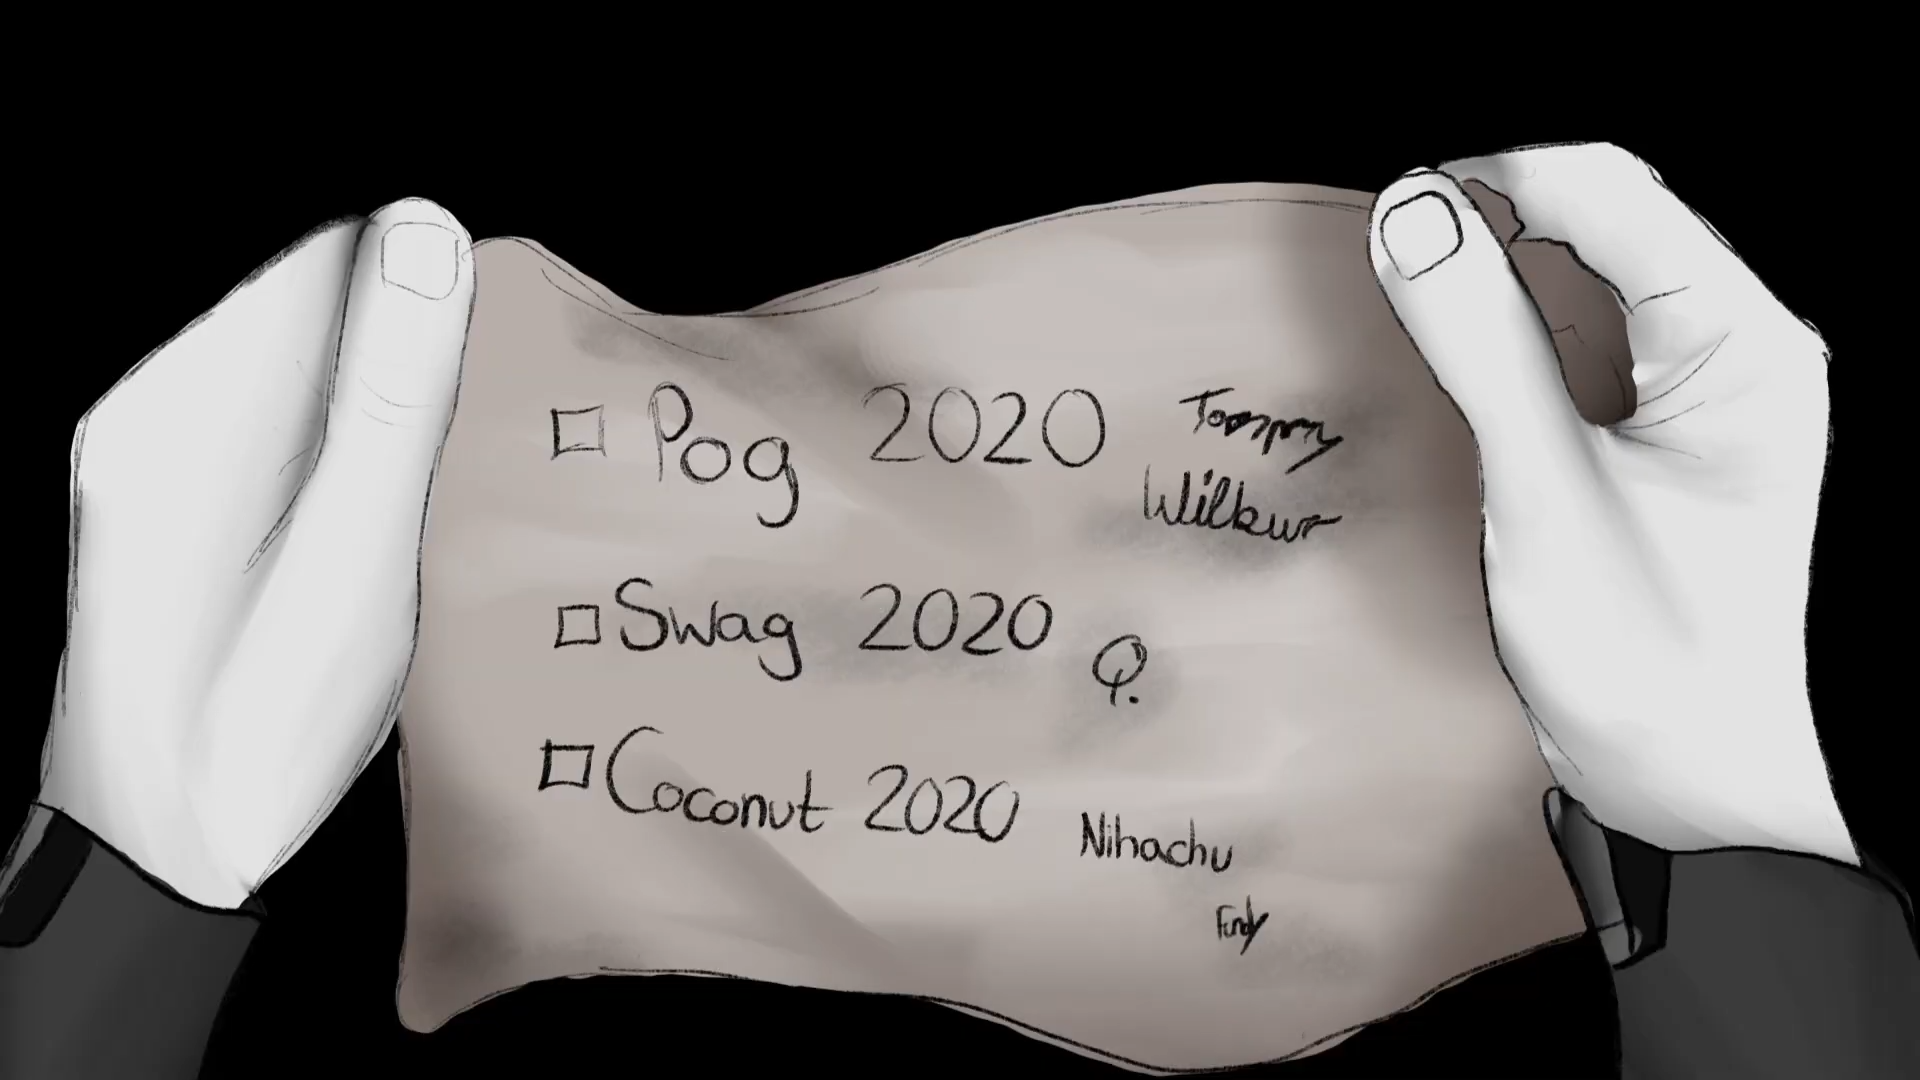 Pog 2020 Tommy
Wilbur
Swag 2020 Q.
Coconut 2020 Nihachu
Fundy